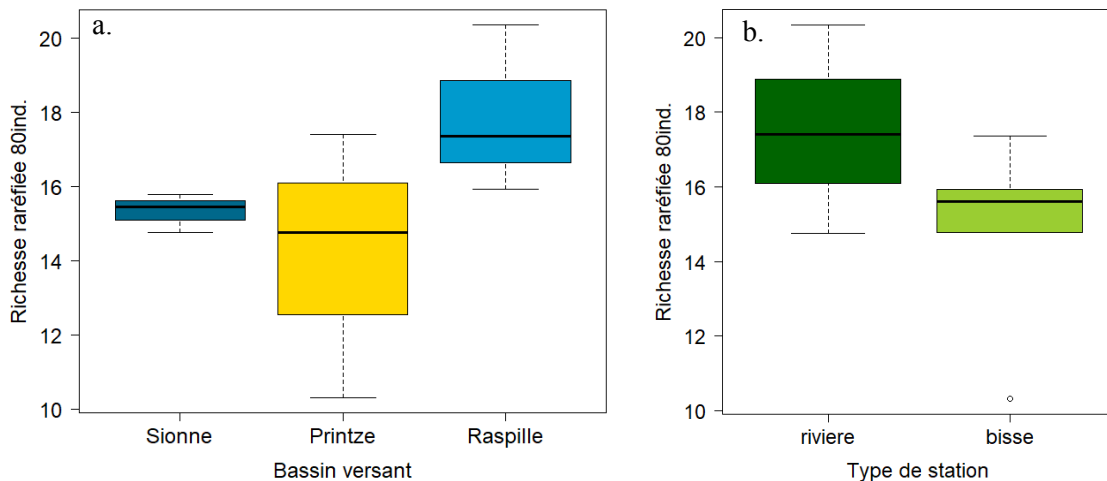 a.
Richesse raréfiée 80ind.
20
18
16
14
12
10
Sionne Printze Raspille
Bassin versant
b.
Richesse raréfiée 80ind.
20
18
16
14
12
10
riviere bisse
Type de station